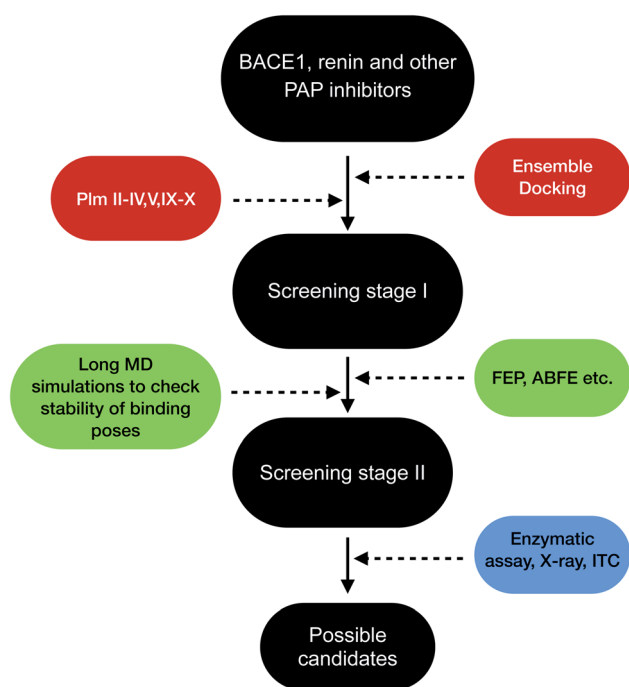 BACE1, renin and other
PAP inhibitors
Ensemble
Docking
Plm II-IV,V,IX-X
Screening stage I
Long MD
simulations to check
stability of binding
poses
FEP, ABFE etc.
Screening stage II
Enzymatic
assay, X-ray, ITC
Possible
candidates